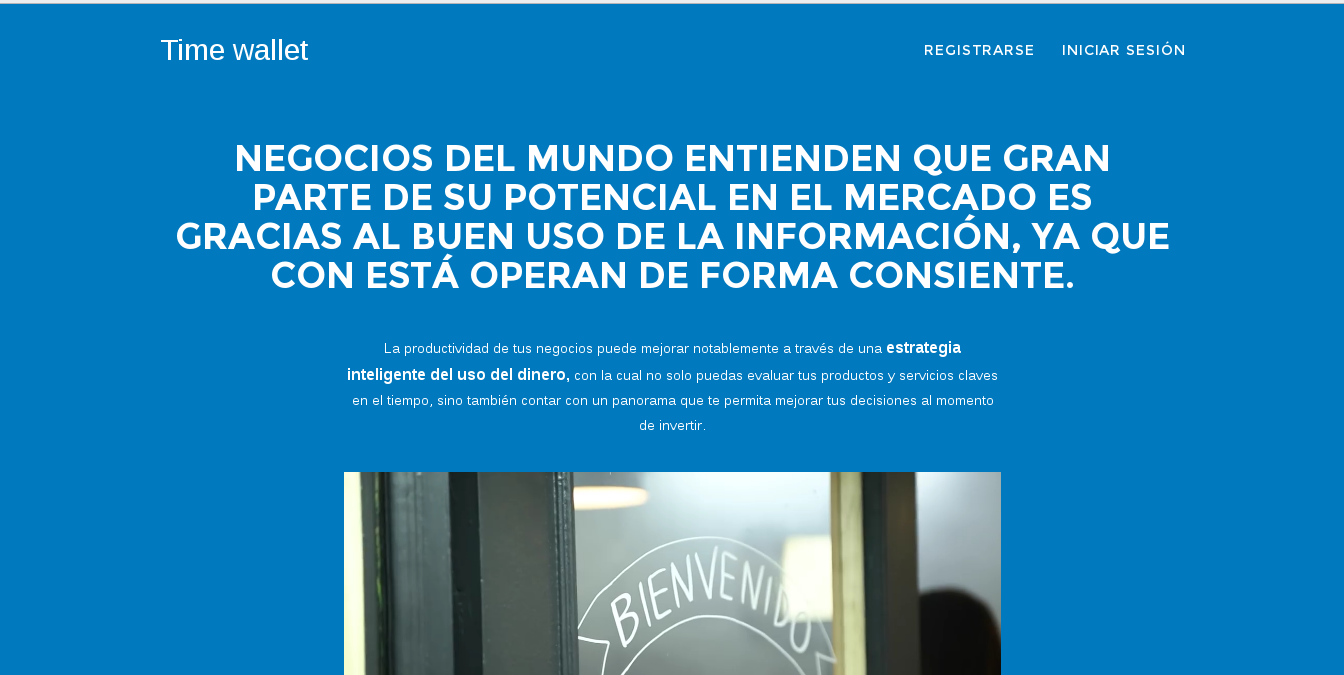 Time wallet
REGISTRARSE INICIAR SESIÓN
NEGOCIOS DEL MUNDO ENTIENDEN QUE GRAN
PARTE DE SU POTENCIAL EN EL MERCADO ES
GRACIAS AL BUEN USO DE LA INFORMACIÓN, YA QUE
CON ESTÁ OPERAN DE FORMA CONSIENTE.
La productividad de tus negocios puede mejorar notablemente a través de una estrategia
inteligente del uso del dinero, con la cual no solo puedas evaluar tus productos y servicios claves
en el tiempo, sino también contar con un panorama que te permita mejorar tus decisiones al momento
de invertir.
BIENVENIDO